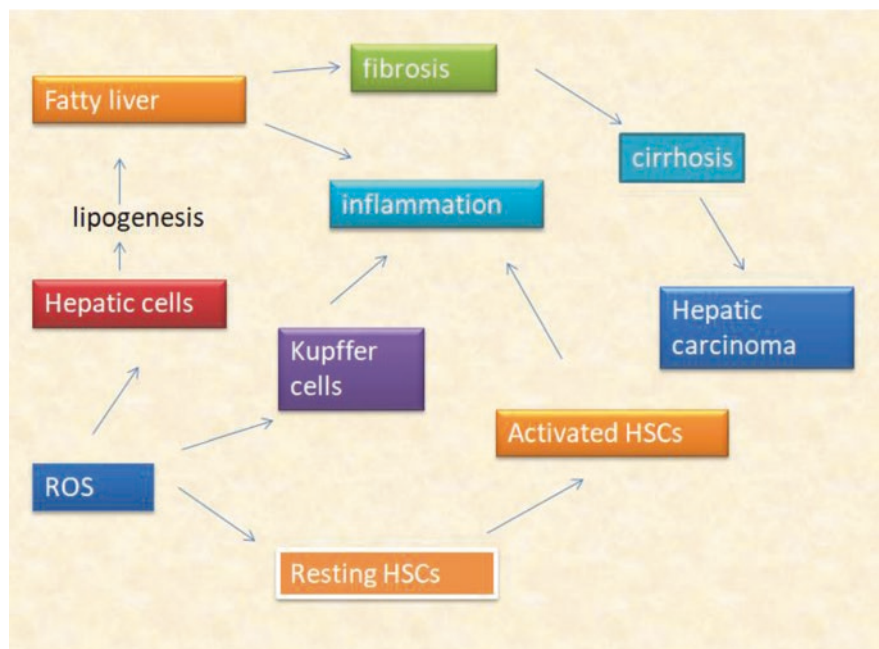 fibrosis
Fatty liver
cirrhosis
inflammation
lipogenesis
Hepatic cells
Hepatic
carcinoma
Kupffer
cells
Activated HSCs
ROS
Resting HSCs